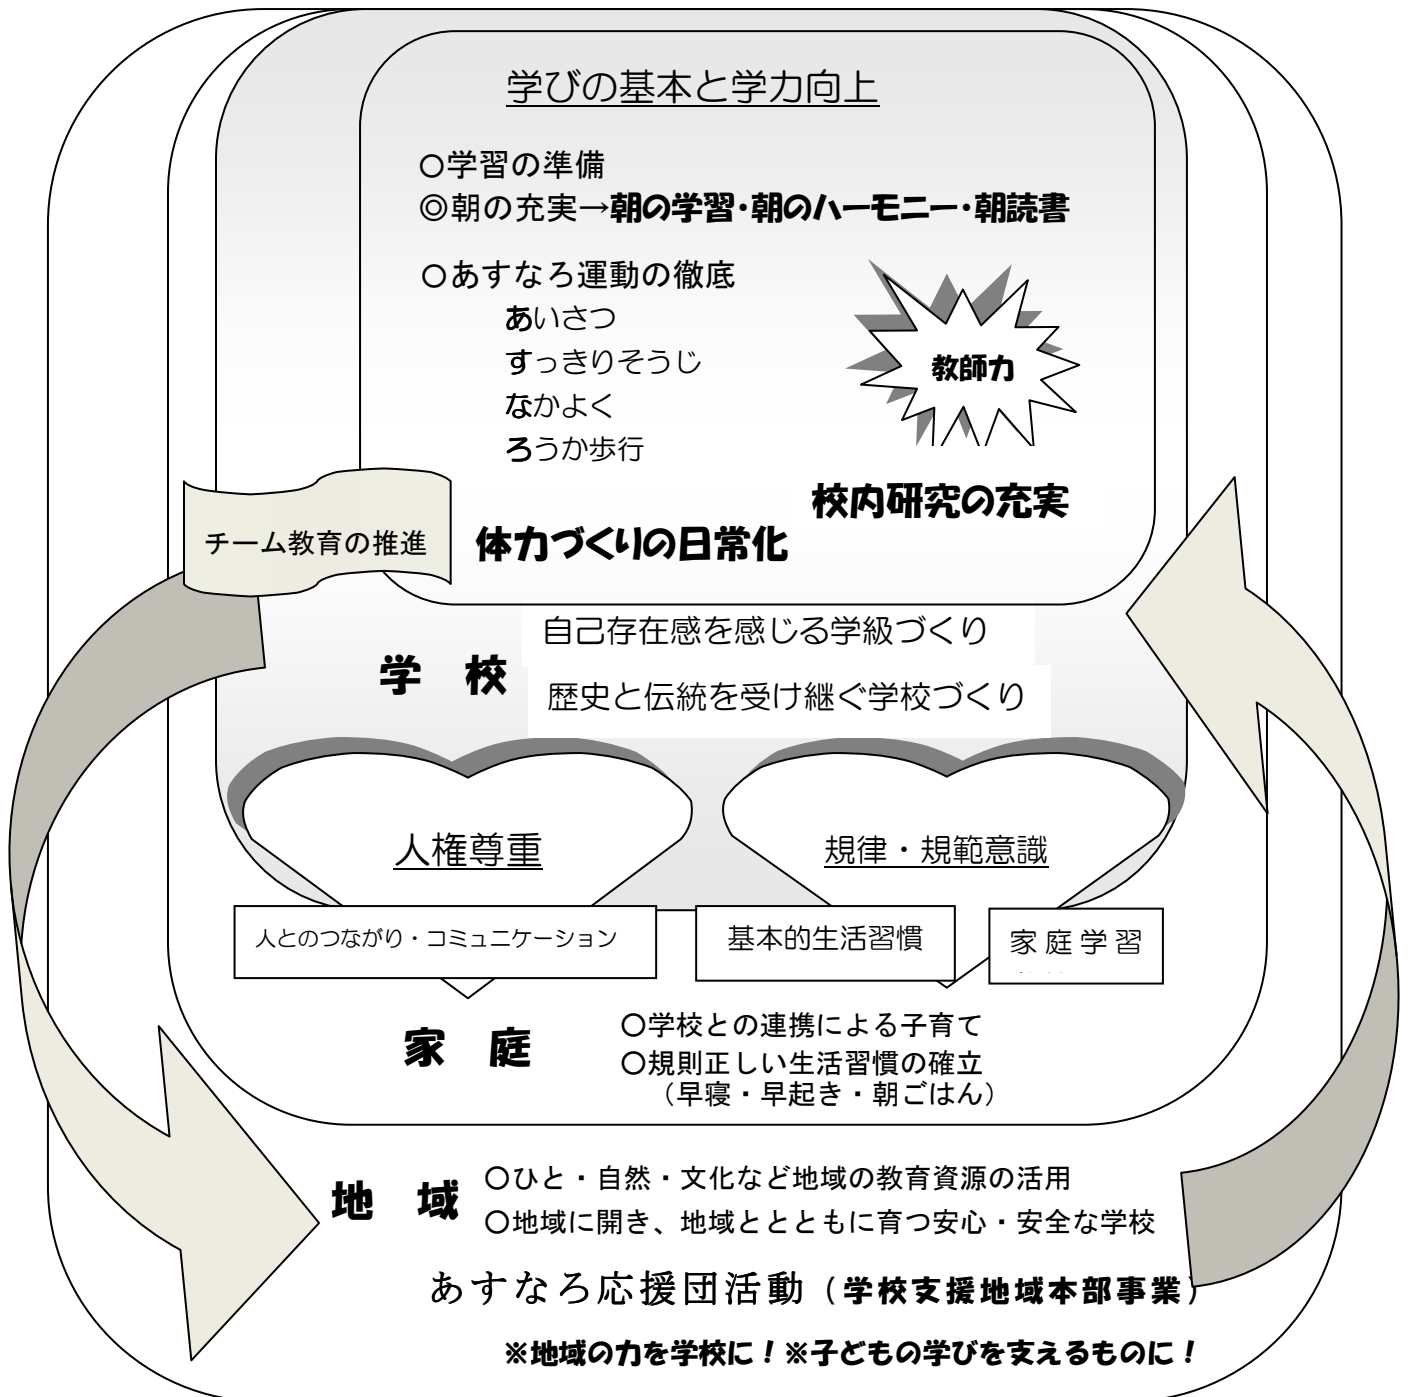 学びの基本と学力向上
○学習の準備
◎朝の充実→朝の学習・朝のハーモニー・朝読書
○あすなろ運動の徹底
あいさつ
すっきりそうじ
なかよく
ろうか歩行
教師力
校内研究の充実
チーム教育の推進
体力づくりの日常化
自己存在感を感じる学級づくり
学 校
歴史と伝統を受け継ぐ学校づくり
人権尊重
規律・規範意識
人とのつながり・コミュニケーション
基本的生活習慣
家庭学習
家 庭
○学校との連携による子育て
○規則正しい生活習慣の確立
（早寝・早起き・朝ごはん）
地 域
○ひと・自然・文化など地域の教育資源の活用
○地域に開き、地域ととともに育つ安心・安全な学校
あすなろ応援団活動（学校支援地域本部事業）
※地域の力を学校に！※子どもの学びを支えるものに！